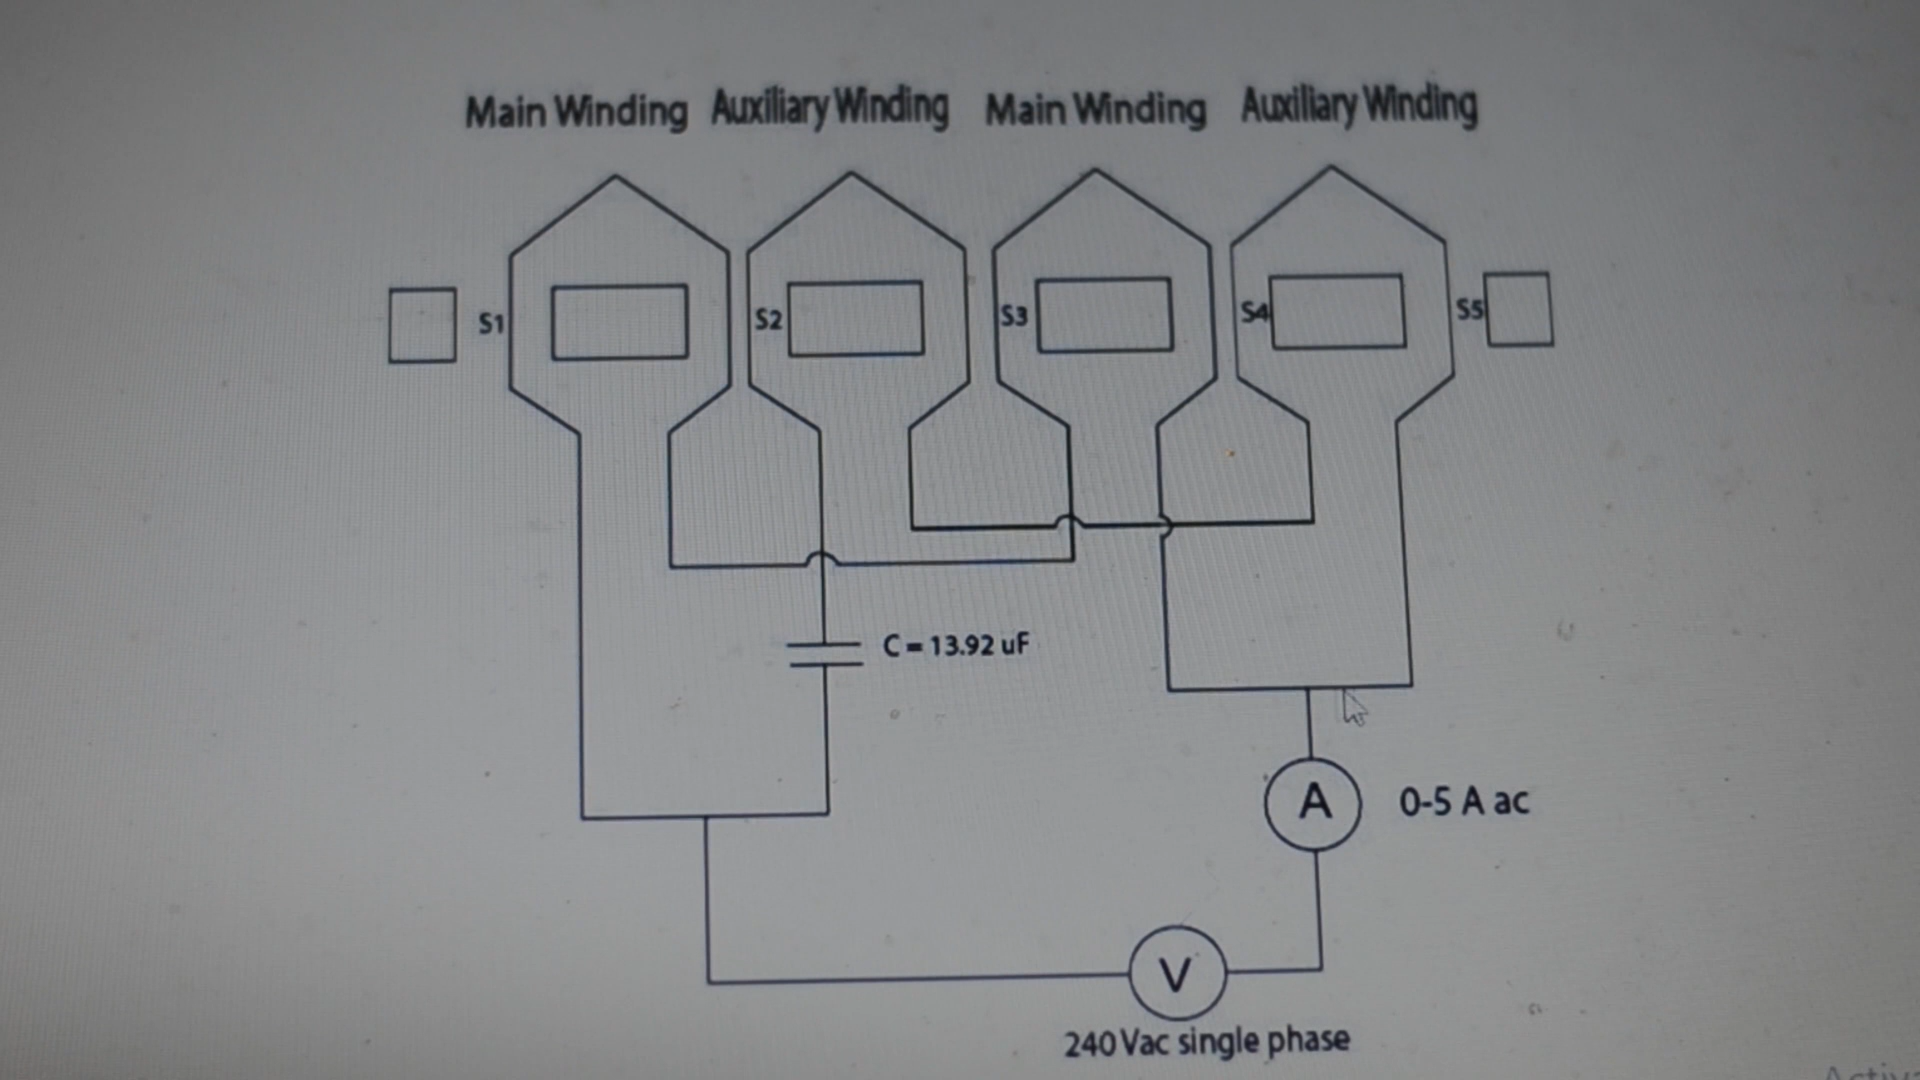 Main Winding Auxiliary Winding Main Winding Auxiliary Winding
S1 S2 S3 S4 S5
C = 13.92 uF
A 0-5 A ac
V
240 Vac single phase